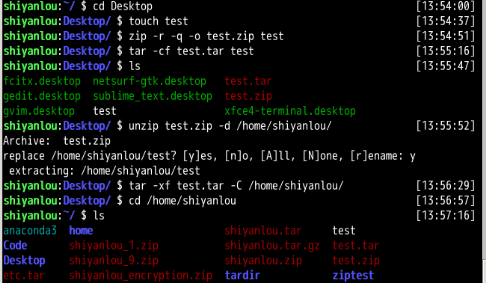 shiyanlou:~/ $ cd Desktop [13:54:00]
shiyanlou:Desktop/ $ touch test [13:54:37]
shiyanlou:Desktop/ $ zip -r -q -o test.zip test [13:54:51]
shiyanlou:Desktop/ $ tar -cf test.tar test [13:55:16]
shiyanlou:Desktop/ $ ls [13:55:47]
fcitx.desktop netsurf-gtk.desktop test.tar
gedit.desktop sublime_text.desktop test.zip
gvim.desktop test xfce4-terminal.desktop
shiyanlou:Desktop/ $ unzip test.zip -d /home/shiyanlou/ [13:55:52]
Archive: test.zip
replace /home/shiyanlou/test? [y]es, [n]o, [A]ll, [N]one, [r]ename: y
extracting: /home/shiyanlou/test
shiyanlou:Desktop/ $ tar -xf test.tar -C /home/shiyanlou/ [13:56:29]
shiyanlou:Desktop/ $ cd /home/shiyanlou [13:56:57]
shiyanlou:~/ $ ls [13:57:16]
anaconda3 home shiyanlou.tar test
Code shiyanlou_1.zip shiyanlou.tar.gz test.tar
Desktop shiyanlou_9.zip shiyanlou.zip test.zip
etc.tar shiyanlou_encryption.zip tardir ziptest